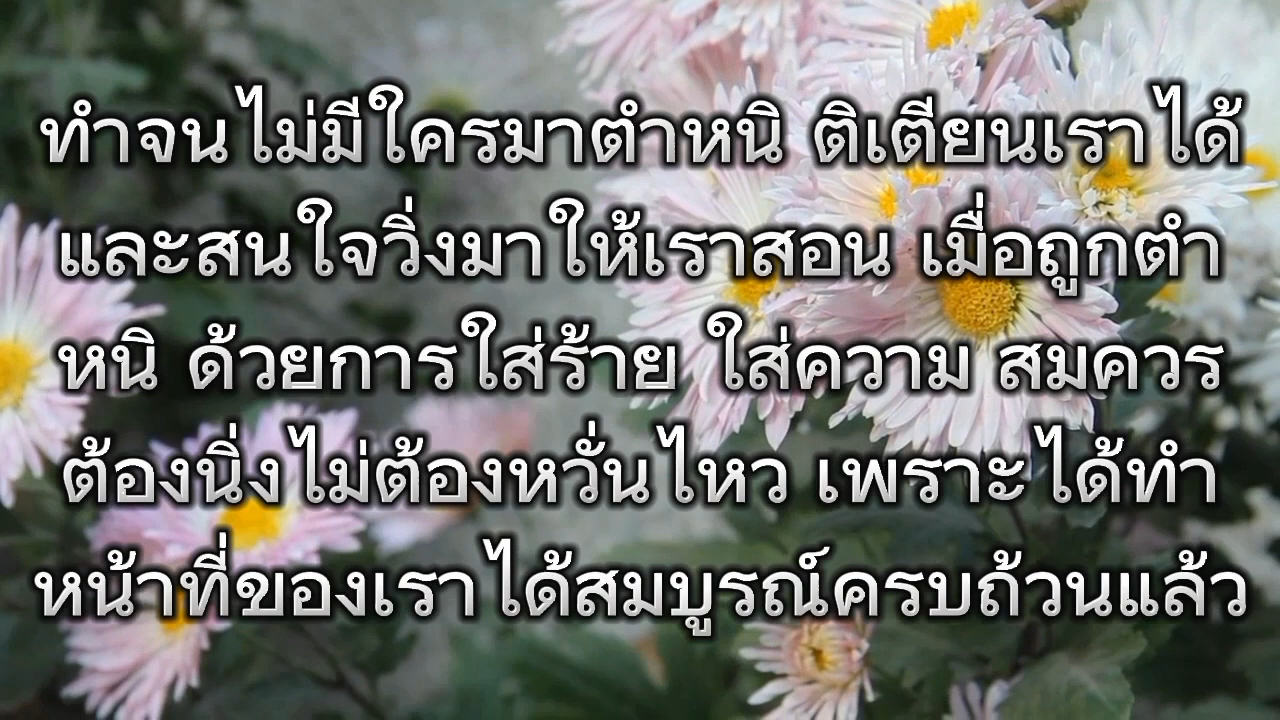 ทำจนไม่มีใครมาตำหนิ ติเตียนเราได้
และสนใจวิ่งมาให้เราสอน เมื่อถูกตำ
หนิ ด้วยการใส่ร้าย ใส่ความ สมควร
ต้องนิ่งไม่ต้องหวั่นไหว เพราะได้ทำ
หน้าที่ของเราได้สมบูรณ์ครบถ้วนแล้ว